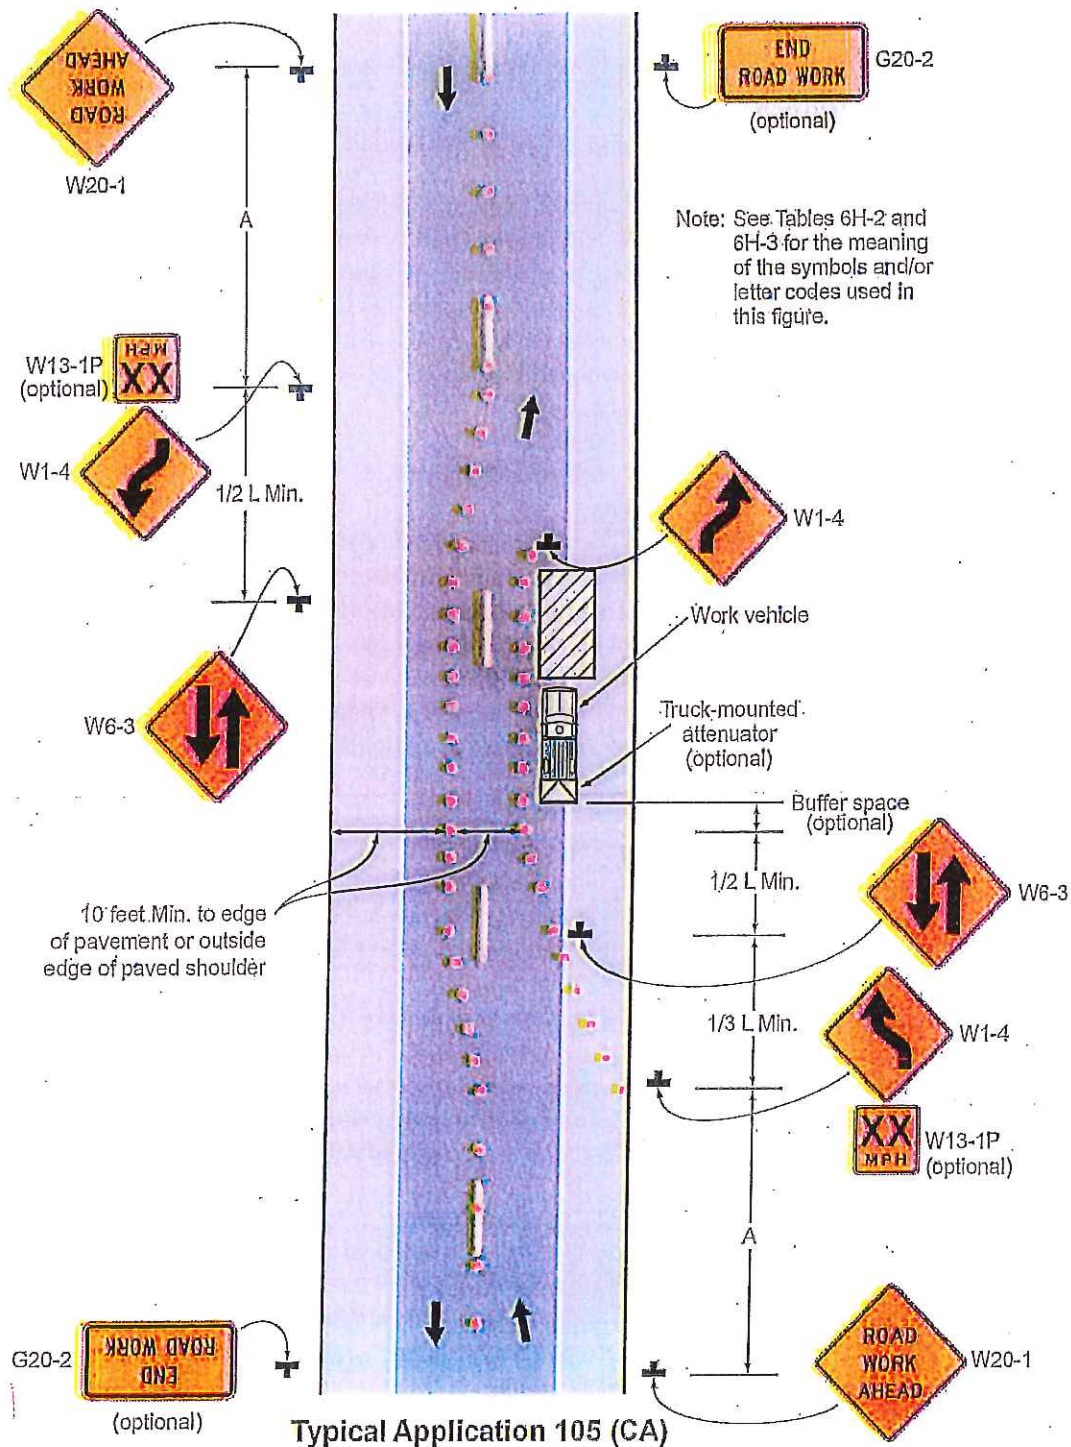 ROAD
WORK
AHEAD
W20-1
END
ROAD WORK
G20-2
(optional)
Note: See Tables 6H-2 and
6H-3 for the meaning
of the symbols and/or
letter codes used in
this figure.
A
W13-1P
(optional)
XX
MPH
W1-4
1/2 L Min.
W1-4
Work vehicle
W6-3
Truck-mounted
attenuator
(optional)
Buffer space
(optional)
1/2 L Min.
W6-3
10 feet Min. to edge
of pavement or outside
edge of paved shoulder
1/3 L Min.
W1-4
XX
MPH
W13-1P
(optional)
A
G20-2
END
ROAD WORK
(optional)
ROAD
WORK
AHEAD
W20-1
Typical Application 105 (CA)